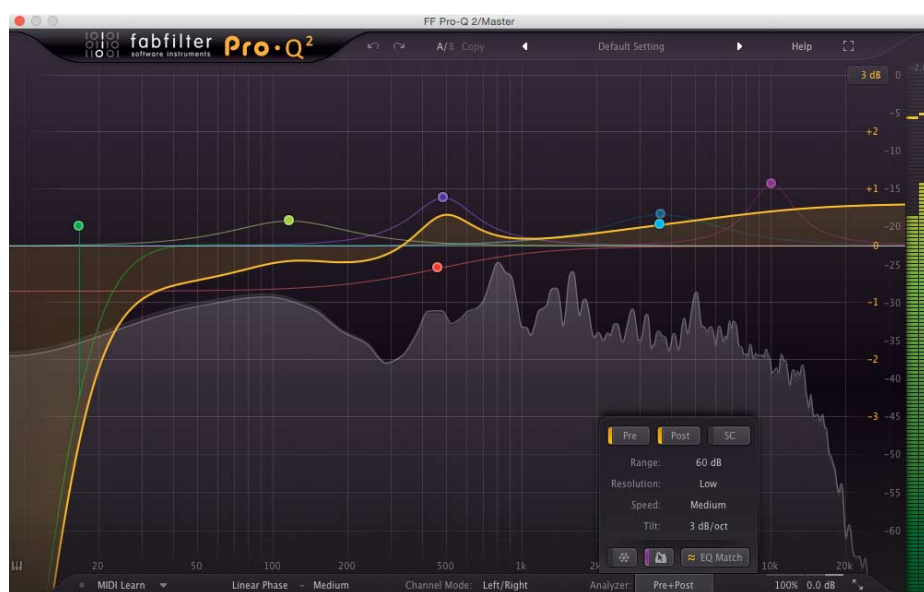 FF Pro-Q 2/Master
fabfilter
software instruments
Pro·Q²
A/B Copy
Default Setting
Help
3 dB 0
-5
+2
-10
+1 -15
-20
0
-25
-1 -30
-35
-2
-40
-3 -45
-50
-55
-60
Pre Post SC
Range: 60 dB
Resolution: Low
Speed: Medium
Tilt: 3 dB/oct
EQ Match
20 50 100 200 500 1k 2k 10k 20k
MIDI Learn Linear Phase - Medium Channel Mode: Left/Right Analyzer: Pre+Post 100% 0.0 dB